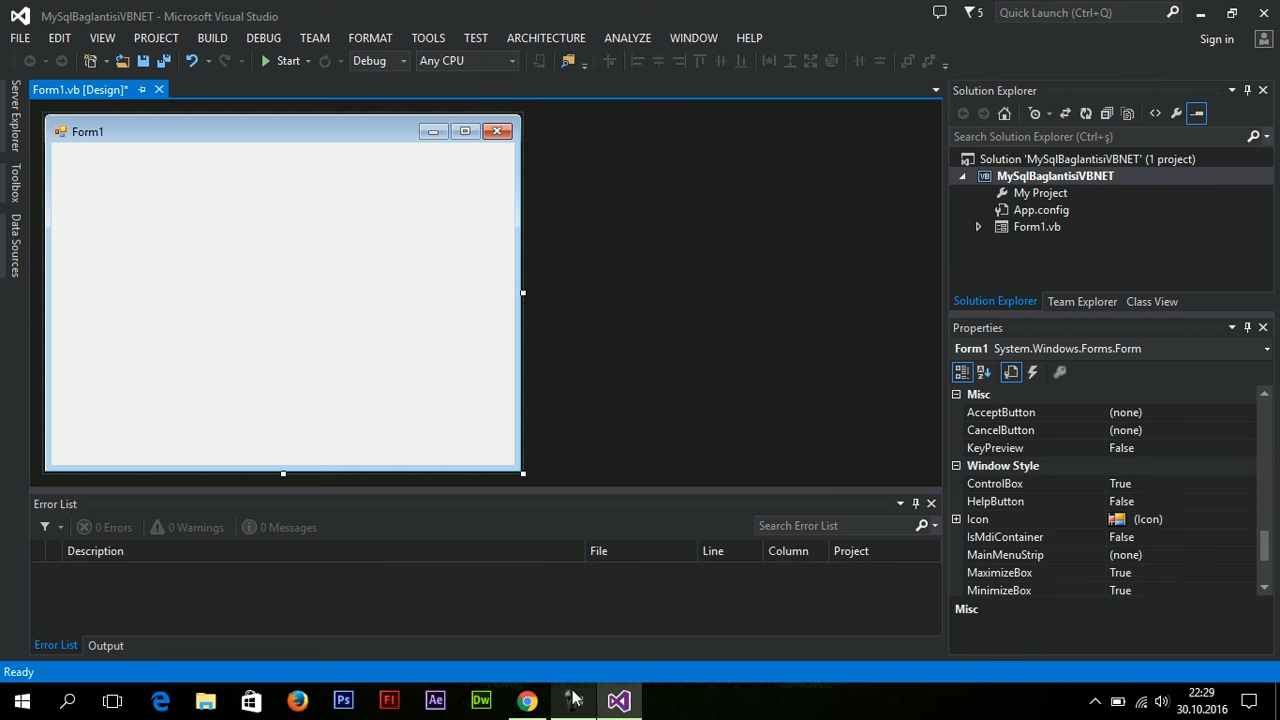 MySqlBaglantisiVBNET - Microsoft Visual Studio
5
Quick Launch (Ctrl+Q)
FILE EDIT VIEW PROJECT BUILD DEBUG TEAM FORMAT TOOLS TEST ARCHITECTURE ANALYZE WINDOW HELP
Sign in
Start Debug Any CPU
Server Explorer
Toolbox
Data Sources
Form1.vb [Design]*
Form1
Solution Explorer
Search Solution Explorer (Ctrl+ş)
Solution 'MySqlBaglantisiVBNET' (1 project)
VB MySqlBaglantisiVBNET
My Project
App.config
Form1.vb
Solution Explorer Team Explorer Class View
Properties
Form1 System.Windows.Forms.Form
Misc
AcceptButton (none)
CancelButton (none)
KeyPreview False
Window Style
ControlBox True
HelpButton False
Icon (Icon)
IsMdiContainer False
MainMenuStrip (none)
MaximizeBox True
MinimizeBox True
Misc
Error List
0 Errors 0 Warnings 0 Messages
Search Error List
Description File Line Column Project
Error List Output
Ready
Ps Fl Ae Dw
22:29
30.10.2016